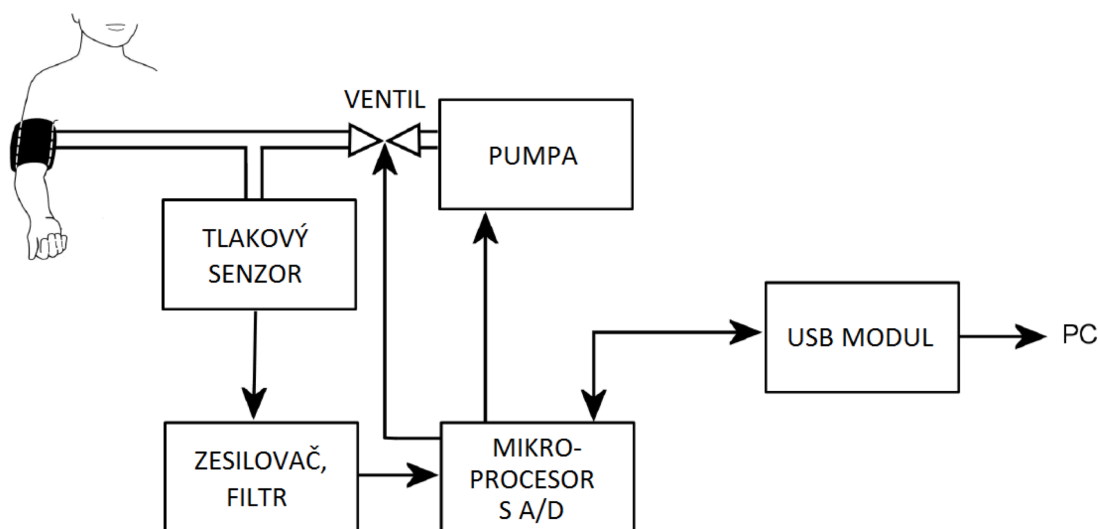 VENTIL
PUMPA
TLAKOVÝ
SENZOR
USB MODUL
PC
ZESILOVAČ,
FILTR
MIKRO-
PROCESOR
S A/D